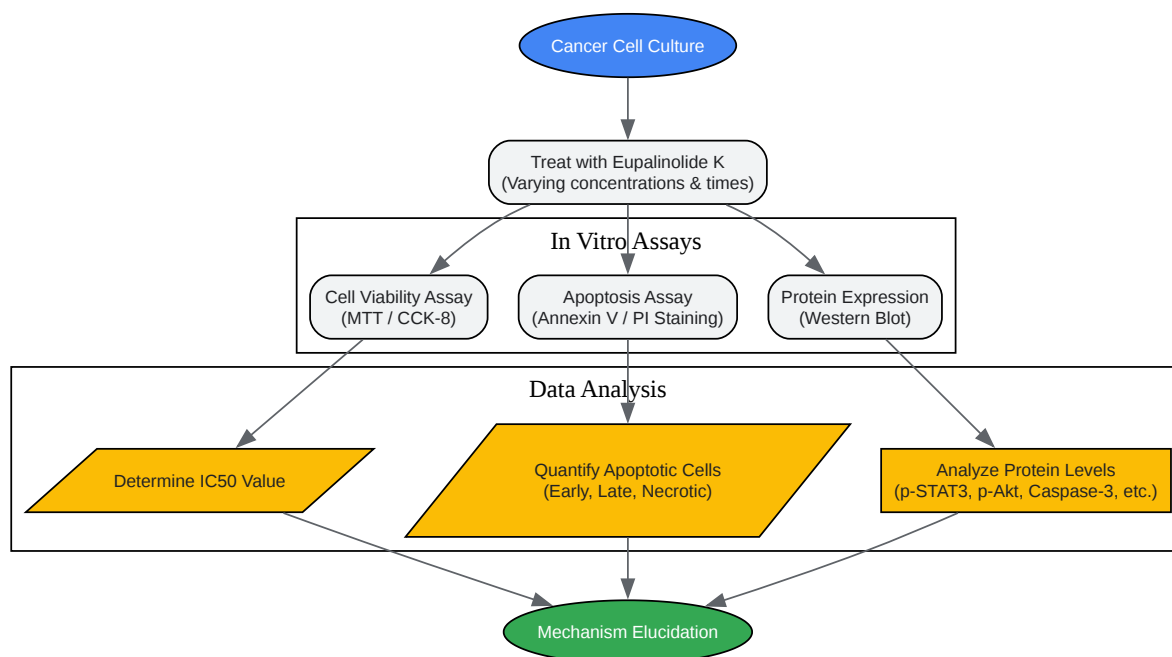 Cancer Cell Culture
Treat with Eupalinolide K
(Varying concentrations & times)
In Vitro Assays
Cell Viability Assay
(MTT / CCK-8)
Apoptosis Assay
(Annexin V / PI Staining)
Protein Expression
(Western Blot)
Data Analysis
Determine IC50 Value
Quantify Apoptotic Cells
(Early, Late, Necrotic)
Analyze Protein Levels
(p-STAT3, p-Akt, Caspase-3, etc.)
Mechanism Elucidation